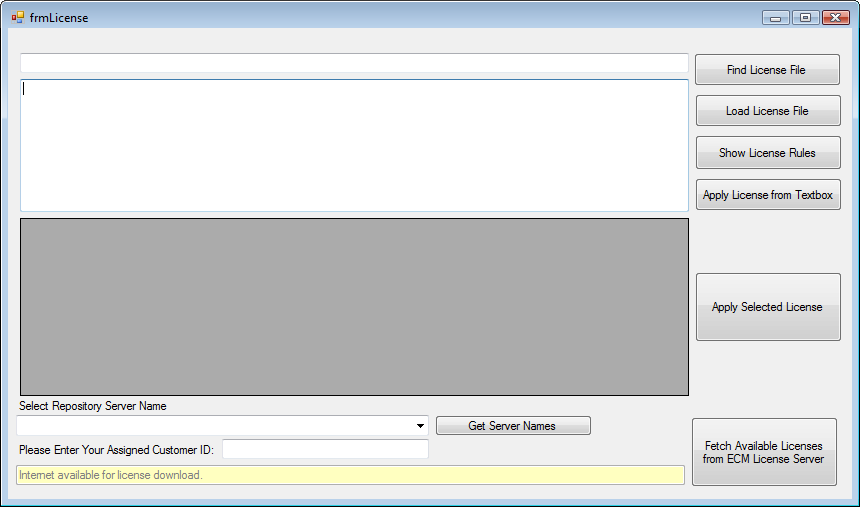 frmLicense
Find License File
Load License File
Show License Rules
Apply License from Textbox
Apply Selected License
Select Repository Server Name
Get Server Names
Please Enter Your Assigned Customer ID:
Fetch Available Licenses
from ECM License Server
Internet available for license download.